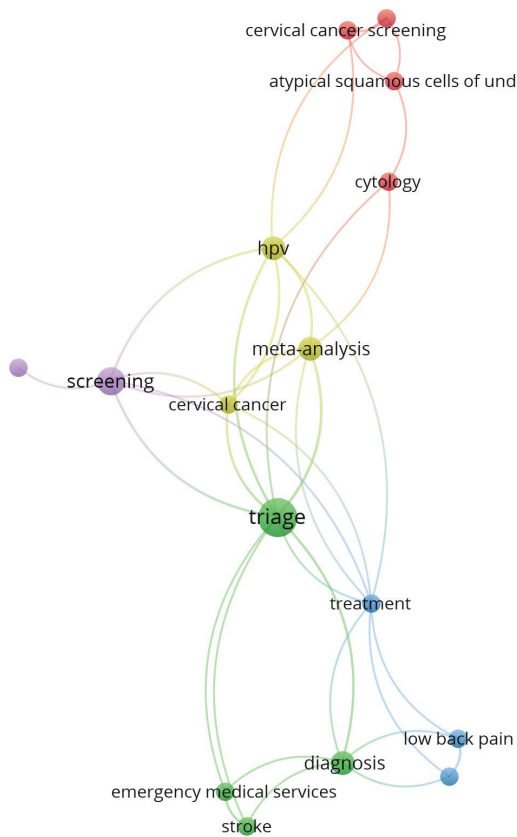 cervical cancer screening
atypical squamous cells of und
cytology
hpv
meta-analysis
screening
cervical cancer
triage
treatment
low back pain
diagnosis
emergency medical services
stroke